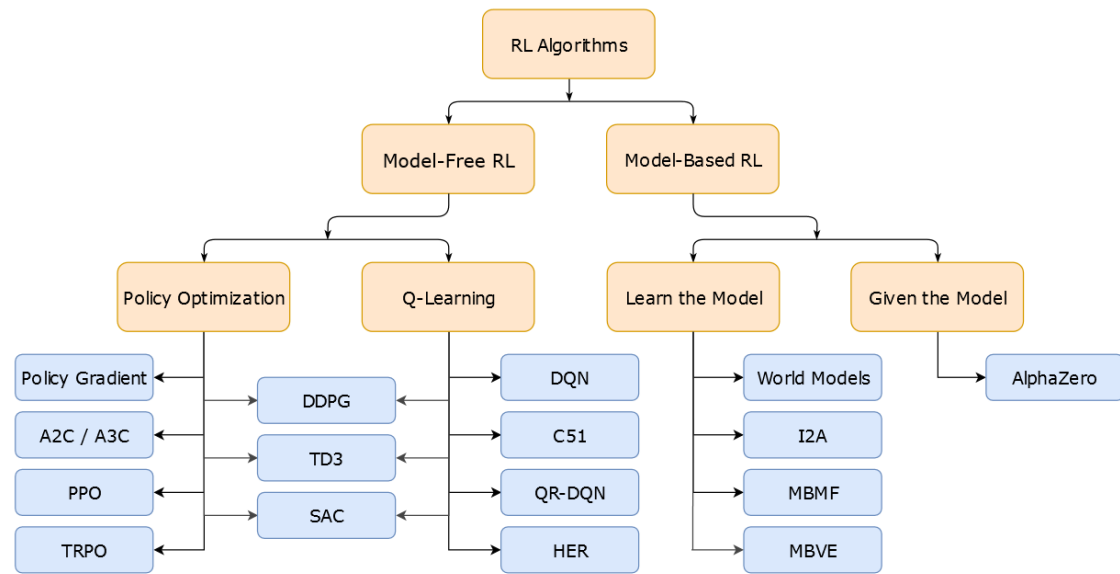 RL Algorithms
Model-Free RL
Model-Based RL
Policy Optimization
Q-Learning
Learn the Model
Given the Model
Policy Gradient
DDPG
DQN
World Models
AlphaZero
A2C / A3C
TD3
C51
I2A
PPO
SAC
QR-DQN
MBMF
TRPO
HER
MBVE